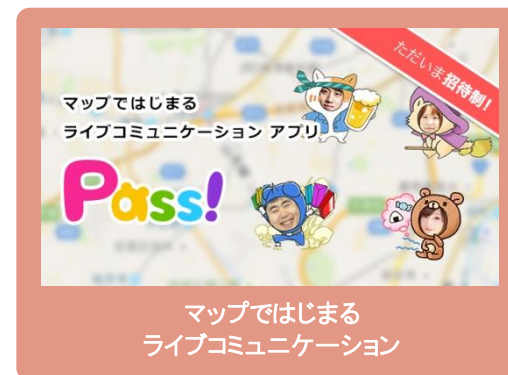 ただいま招待制!
マップではじまる
ライブコミュニケーション アプリ
Pass!
マップではじまる
ライブコミュニケーション